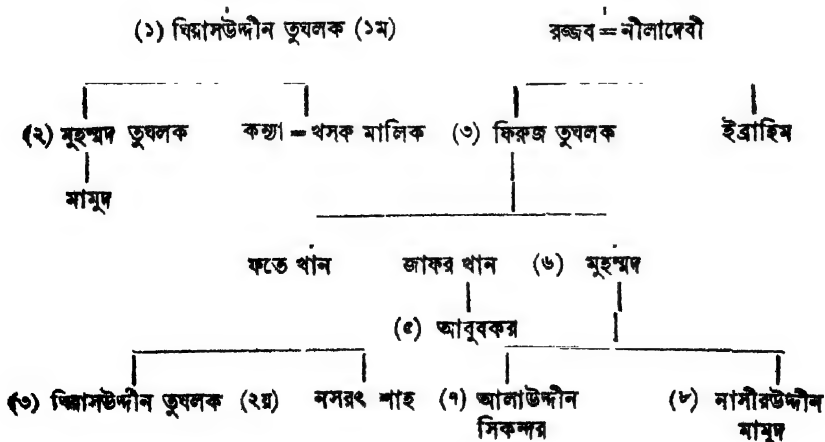 (১) ঘিয়াসউদ্দীন তুঘলক (১ম) রজ্জব = নীলাদেবী
(২) মুহম্মদ তুঘলক কন্যা = খসরু মালিক (৩) ফিরুজ তুঘলক ইব্রাহিম
মামুদ
ফতে খান জাফর খান (৬) মুহম্মদ
(৫) আবুবকর
(৩) ঘিয়াসউদ্দীন তুঘলক (২য়) নসরৎ শাহ (৭) আলাউদ্দীন (৮) নাসীরউদ্দীন
সিকন্দর মামুদ